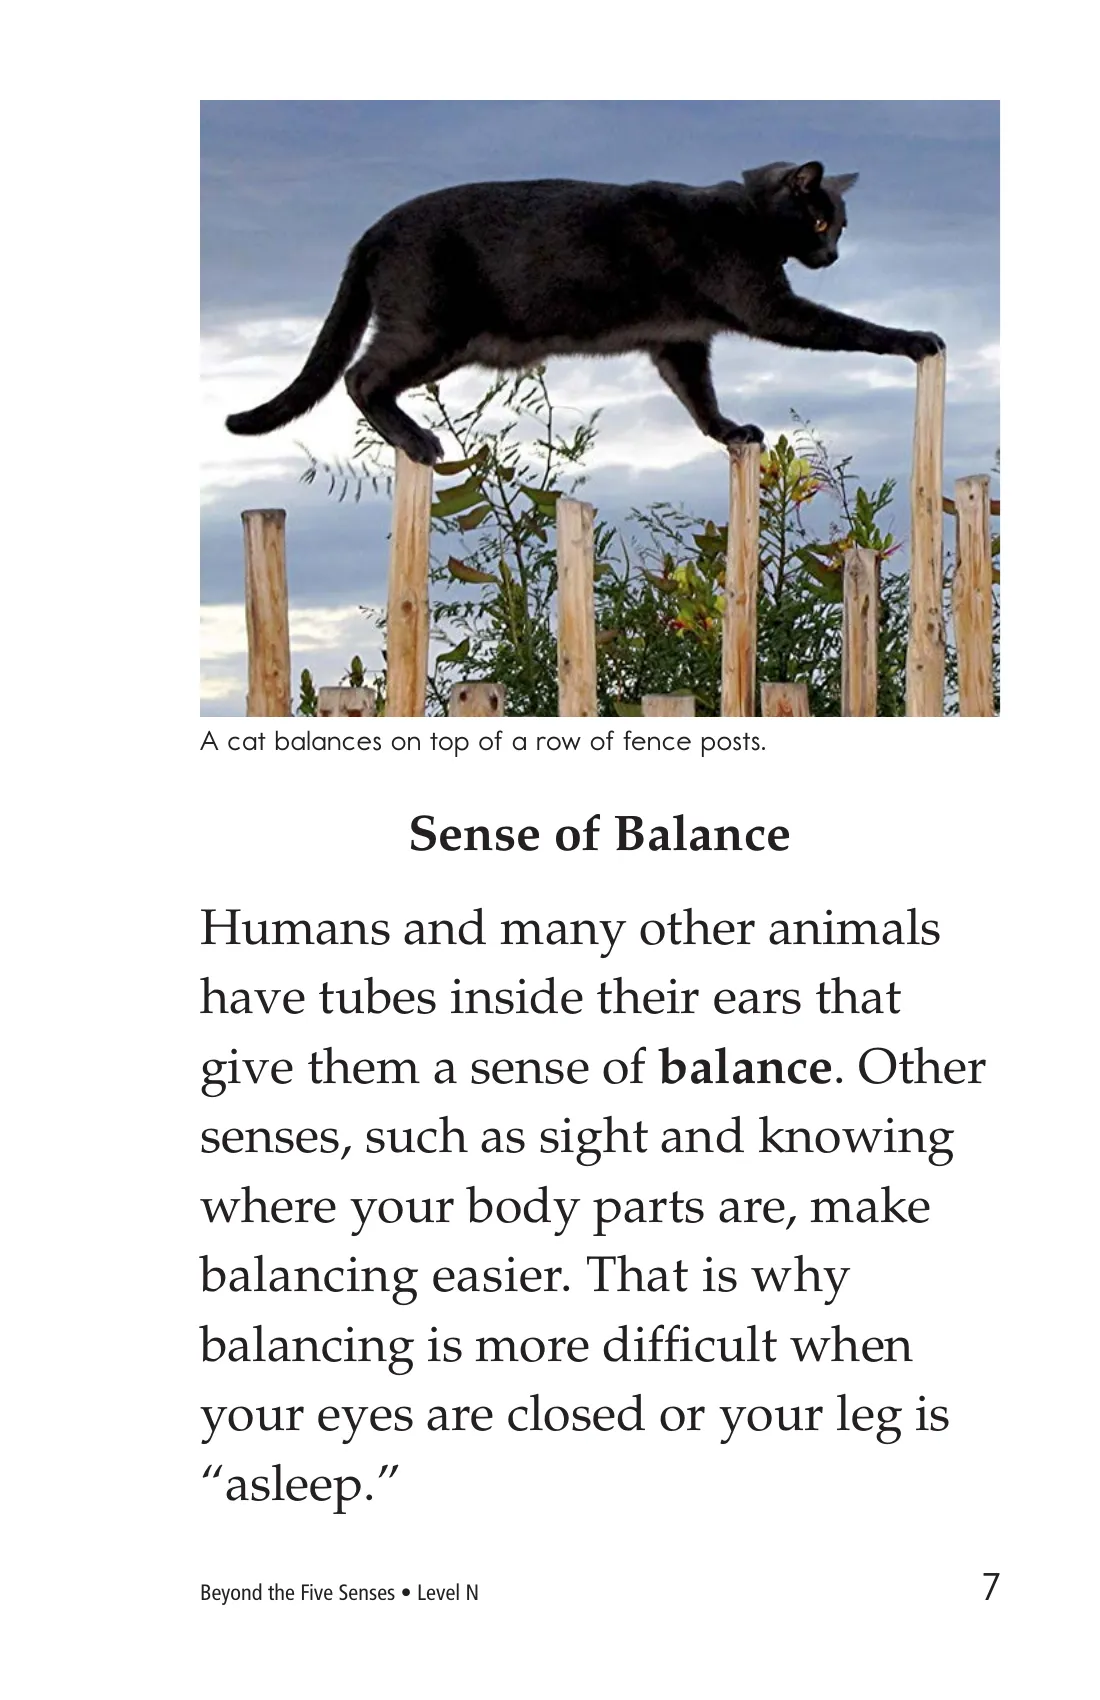 A cat balances on top of a row of fence posts.
Sense of Balance
Humans and many other animals
have tubes inside their ears that
give them a sense of balance. Other
senses, such as sight and knowing
where your body parts are, make
balancing easier. That is why
balancing is more difficult when
your eyes are closed or your leg is
“asleep.”
Beyond the Five Senses • Level N
7